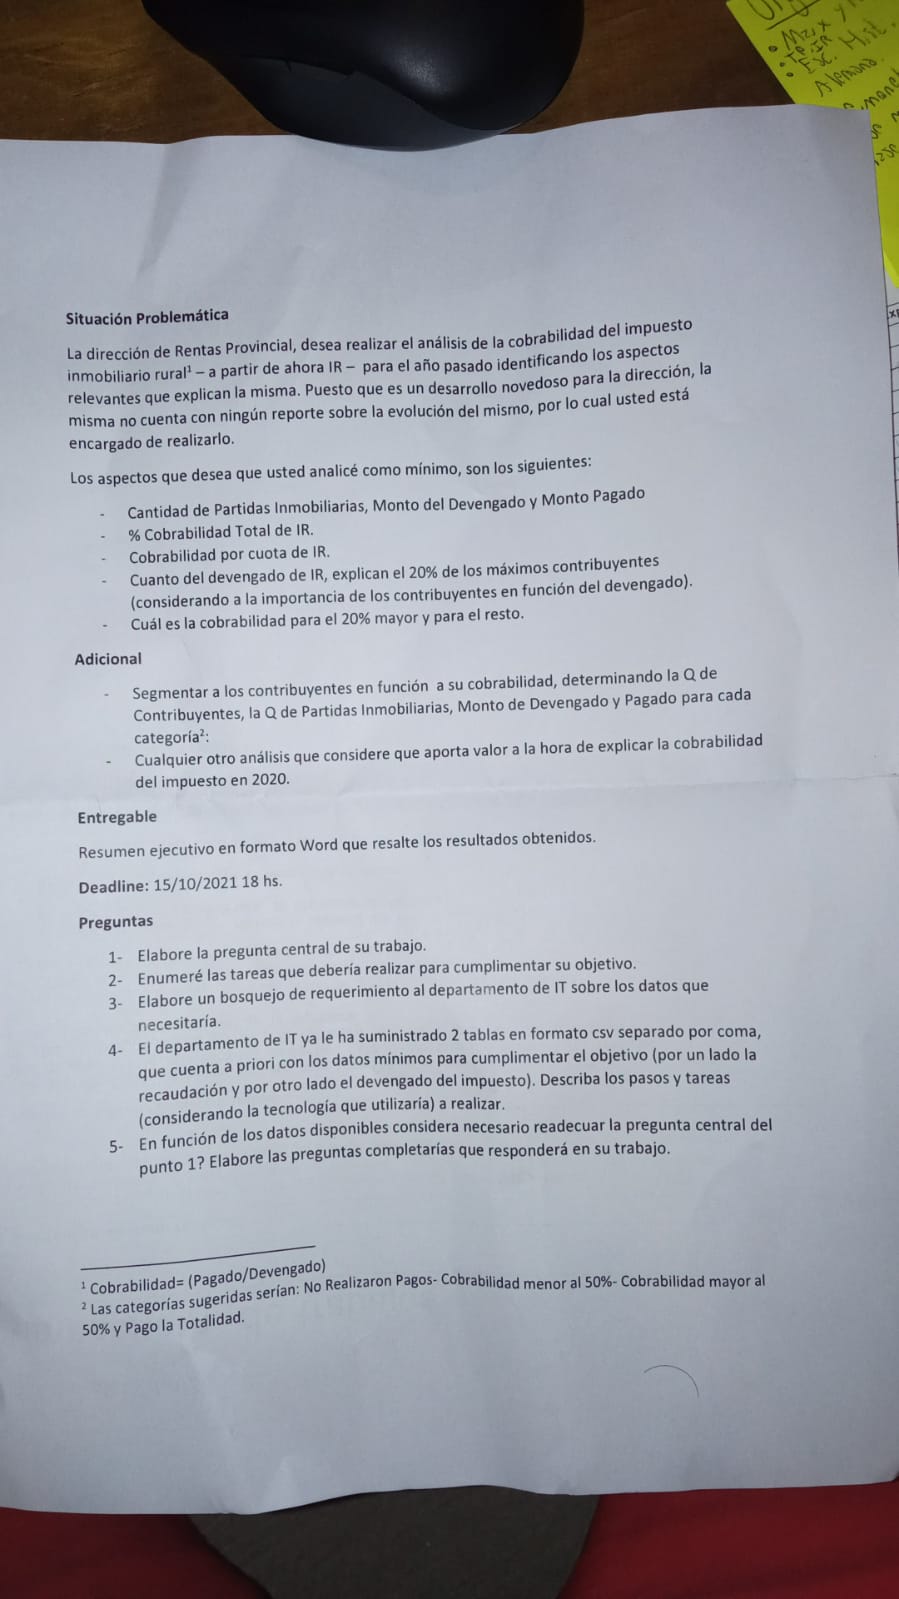 Mzx y
Esc. Hist.
Alemana.
Situación Problemática
La dirección de Rentas Provincial, desea realizar el análisis de la cobrabilidad del impuesto
inmobiliario rural¹ – a partir de ahora IR – para el año pasado identificando los aspectos
relevantes que explican la misma. Puesto que es un desarrollo novedoso para la dirección, la
misma no cuenta con ningún reporte sobre la evolución del mismo, por lo cual usted está
encargado de realizarlo.
Los aspectos que desea que usted analicé como mínimo, son los siguientes:
- Cantidad de Partidas Inmobiliarias, Monto del Devengado y Monto Pagado
- % Cobrabilidad Total de IR.
- Cobrabilidad por cuota de IR.
- Cuanto del devengado de IR, explican el 20% de los máximos contribuyentes
(considerando a la importancia de los contribuyentes en función del devengado).
- Cuál es la cobrabilidad para el 20% mayor y para el resto.
Adicional
- Segmentar a los contribuyentes en función a su cobrabilidad, determinando la Q de
Contribuyentes, la Q de Partidas Inmobiliarias, Monto de Devengado y Pagado para cada
categoría²:
- Cualquier otro análisis que considere que aporta valor a la hora de explicar la cobrabilidad
del impuesto en 2020.
Entregable
Resumen ejecutivo en formato Word que resalte los resultados obtenidos.
Deadline: 15/10/2021 18 hs.
Preguntas
1- Elabore la pregunta central de su trabajo.
2- Enumeré las tareas que debería realizar para cumplimentar su objetivo.
3- Elabore un bosquejo de requerimiento al departamento de IT sobre los datos que
necesitaría.
4- El departamento de IT ya le ha suministrado 2 tablas en formato csv separado por coma,
que cuenta a priori con los datos mínimos para cumplimentar el objetivo (por un lado la
recaudación y por otro lado el devengado del impuesto). Describa los pasos y tareas
(considerando la tecnología que utilizaría) a realizar.
5- En función de los datos disponibles considera necesario readecuar la pregunta central del
punto 1? Elabore las preguntas completarías que responderá en su trabajo.
¹ Cobrabilidad= (Pagado/Devengado)
² Las categorías sugeridas serían: No Realizaron Pagos- Cobrabilidad menor al 50%- Cobrabilidad mayor al
50% y Pago la Totalidad.